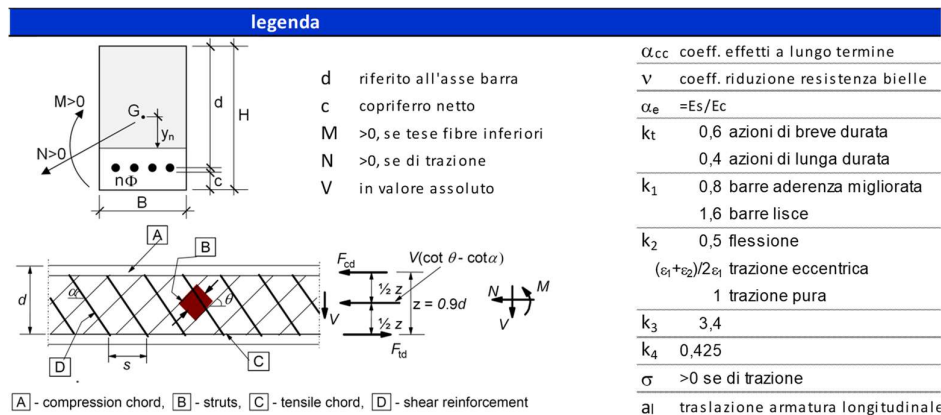 legenda
M>0
N>0
G
yn
nΦ
d
H
c
B
d riferito all'asse barra
c copriferro netto
M >0, se tese fibre inferiori
N >0, se di trazione
V in valore assoluto
αcc coeff. effetti a lungo termine
ν coeff. riduzione resistenza bielle
αe =Es/Ec
kt 0,6 azioni di breve durata
0,4 azioni di lunga durata
k1 0,8 barre aderenza migliorata
1,6 barre lisce
k2 0,5 flessione
(ε1+ε2)/2ε1 trazione eccentrica
1 trazione pura
k3 3,4
k4 0,425
σ >0 se di trazione
al traslazione armatura longitudinale
A
B
Fcd
V(cot θ - cotα)
d
α
θ
½ z
z = 0.9d
½ z
V
N
M
V
Ftd
D
s
C
A - compression chord, B - struts, C - tensile chord, D - shear reinforcement